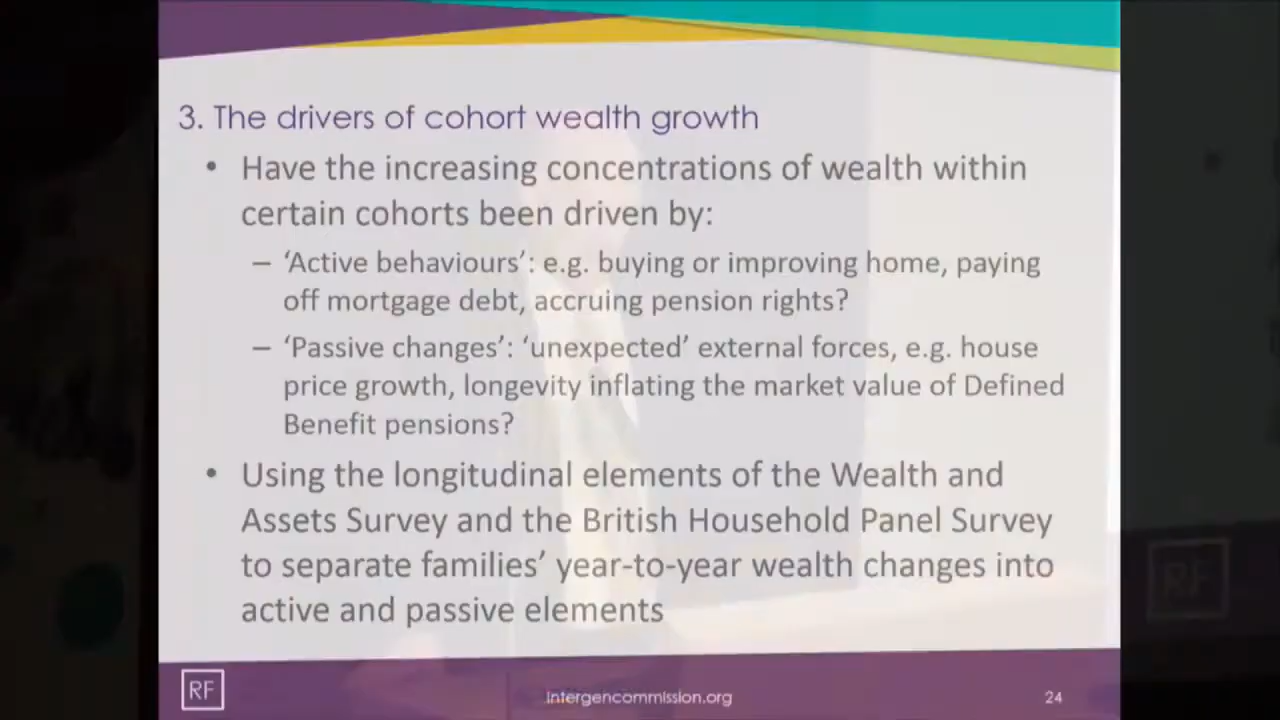 3. The drivers of cohort wealth growth
• Have the increasing concentrations of wealth within
certain cohorts been driven by:
– ‘Active behaviours’: e.g. buying or improving home, paying
off mortgage debt, accruing pension rights?
– ‘Passive changes’: ‘unexpected’ external forces, e.g. house
price growth, longevity inflating the market value of Defined
Benefit pensions?
• Using the longitudinal elements of the Wealth and
Assets Survey and the British Household Panel Survey
to separate families’ year-to-year wealth changes into
active and passive elements
RF
intergencommission.org
24
RF